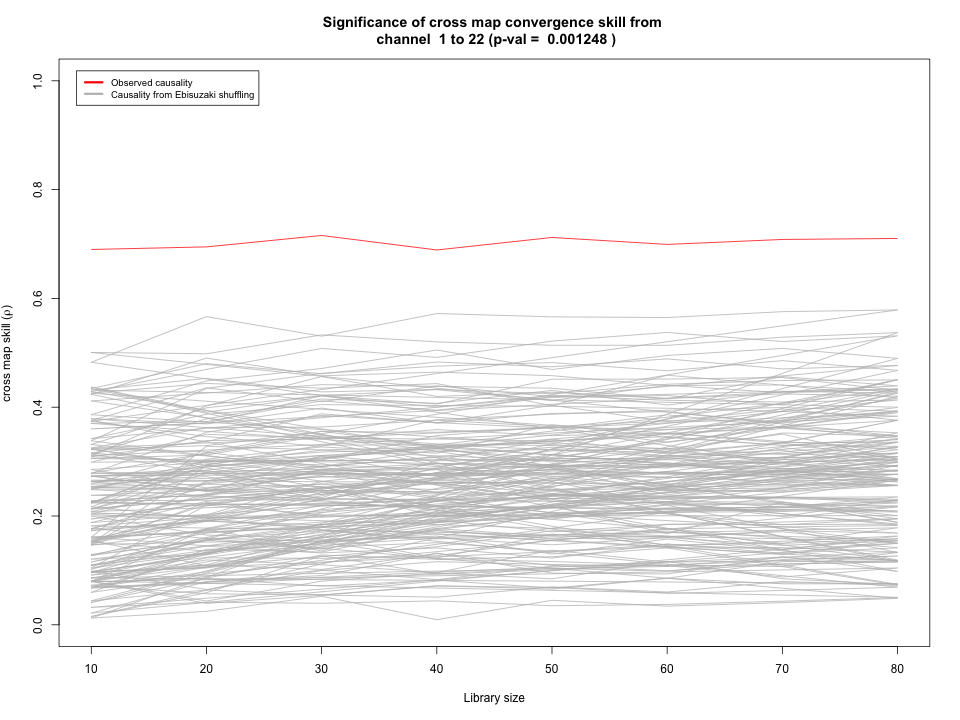 Significance of cross map convergence skill from
channel  1 to 22 (p-val =  0.001248 )
Observed causality
Causality from Ebisuzaki shuffling
cross map skill (ρ)
1.0
0.8
0.6
0.4
0.2
0.0
10 20 30 40 50 60 70 80
Library size